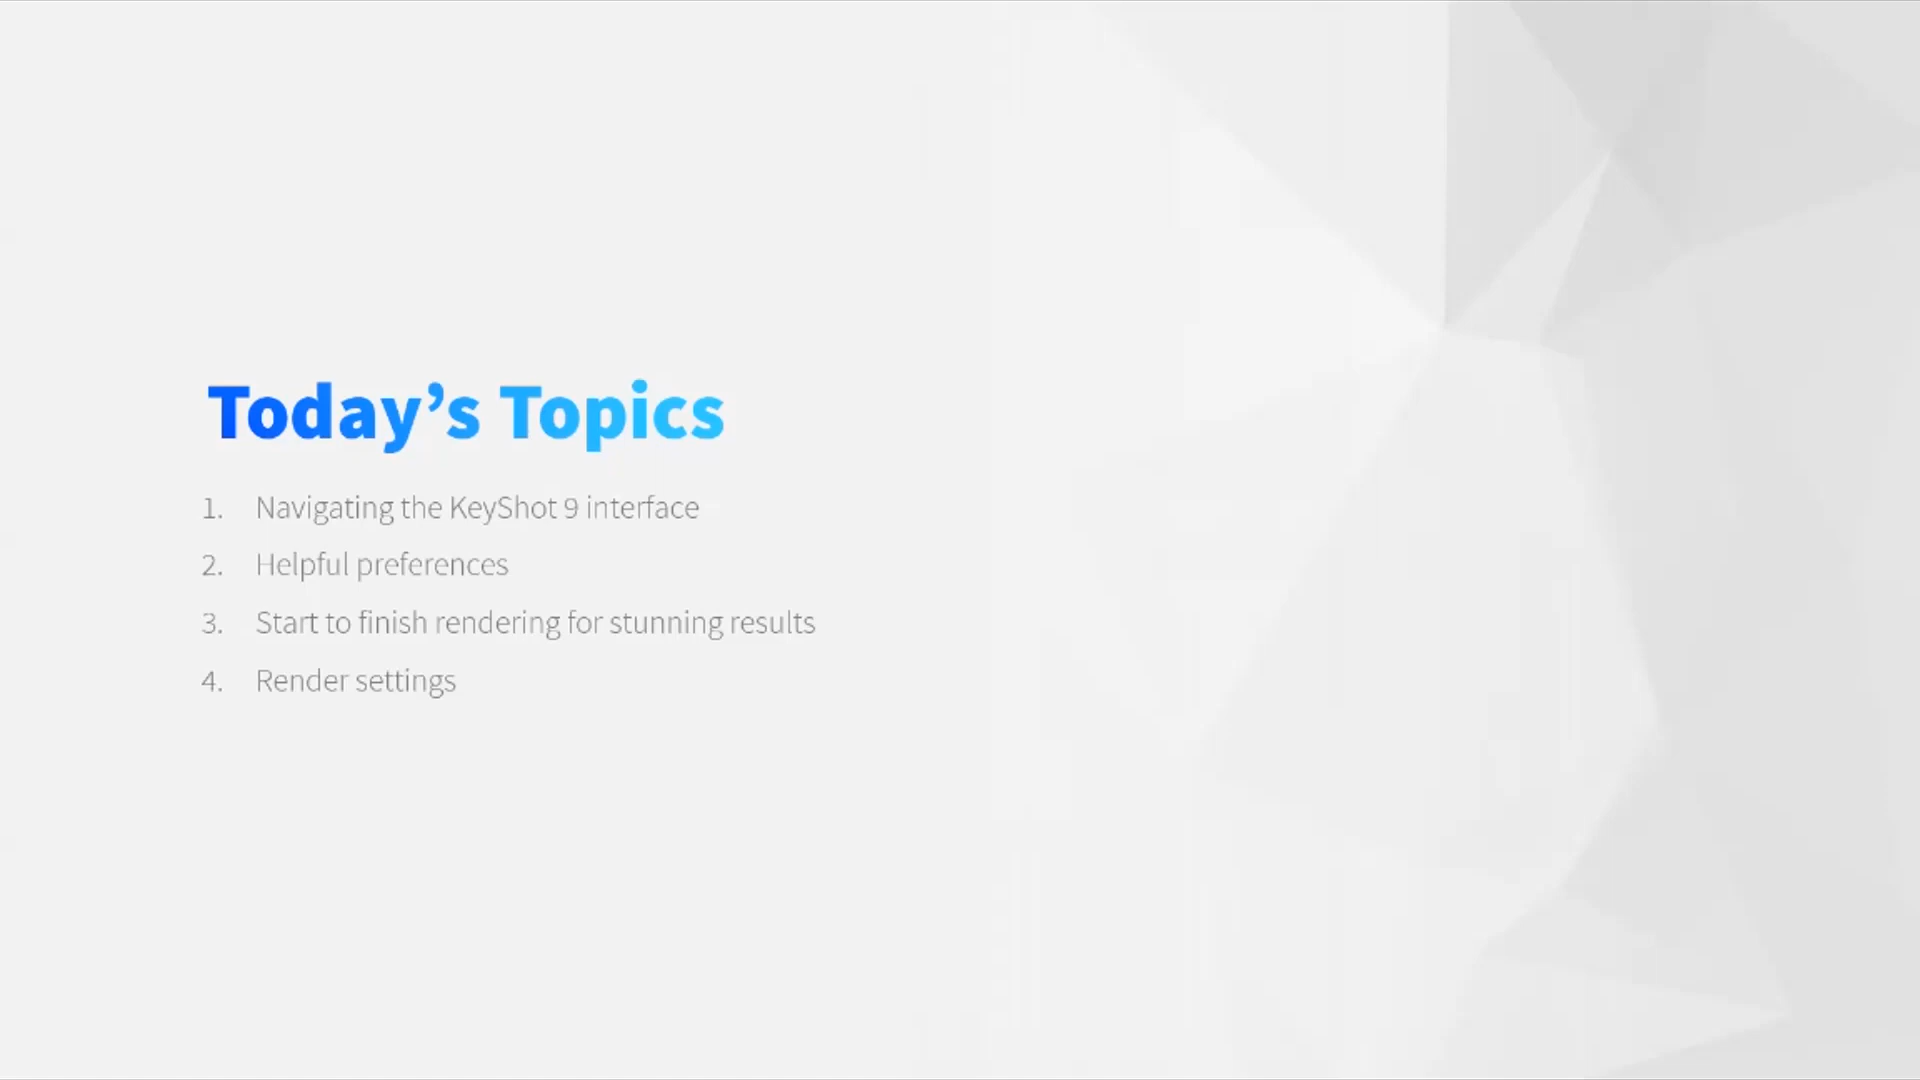 Today’s Topics
1. Navigating the KeyShot 9 interface
2. Helpful preferences
3. Start to finish rendering for stunning results
4. Render settings